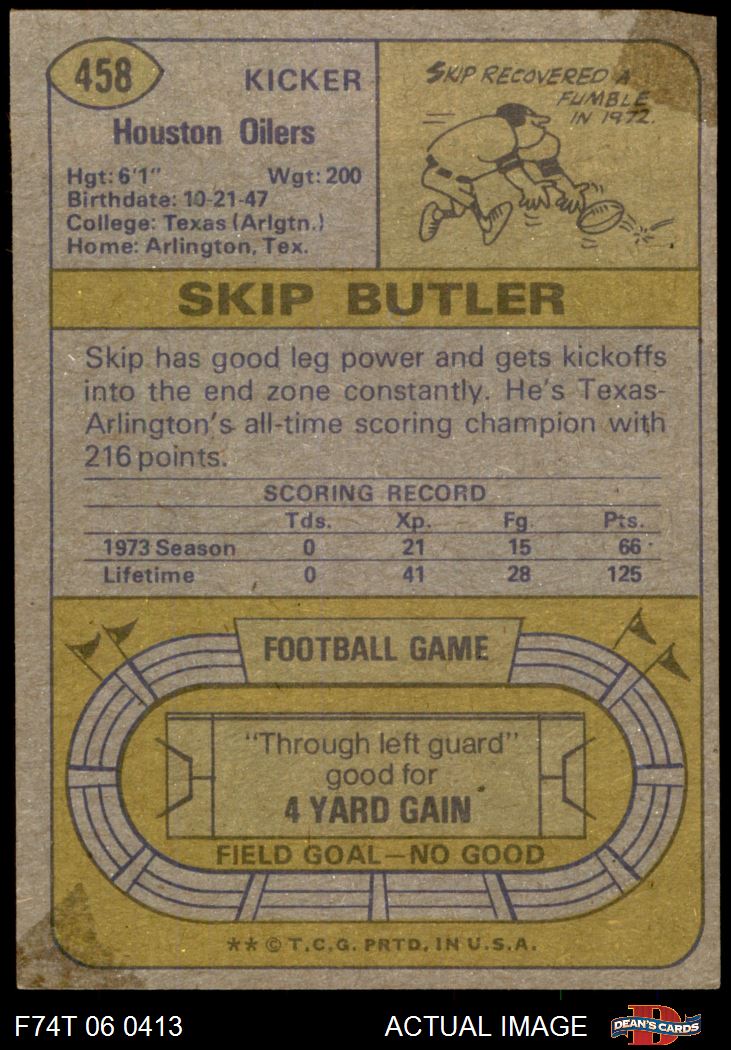 458
KICKER
Houston Oilers
Hgt: 6'1" Wgt: 200
Birthdate: 10-21-47
College: Texas (Arlgtn.)
Home: Arlington, Tex.
SKIP RECOVERED A
FUMBLE
IN 1972.
SKIP BUTLER
Skip has good leg power and gets kickoffs
into the end zone constantly. He's Texas-
Arlington's all-time scoring champion with
216 points.
SCORING RECORD
Tds. Xp. Fg. Pts.
1973 Season 0 21 15 66
Lifetime 0 41 28 125
FOOTBALL GAME
"Through left guard"
good for
4 YARD GAIN
FIELD GOAL—NO GOOD
** © T.C.G. PRTD. IN U.S.A.
F74T 06 0413 ACTUAL IMAGE
D
DEAN'S CARDS